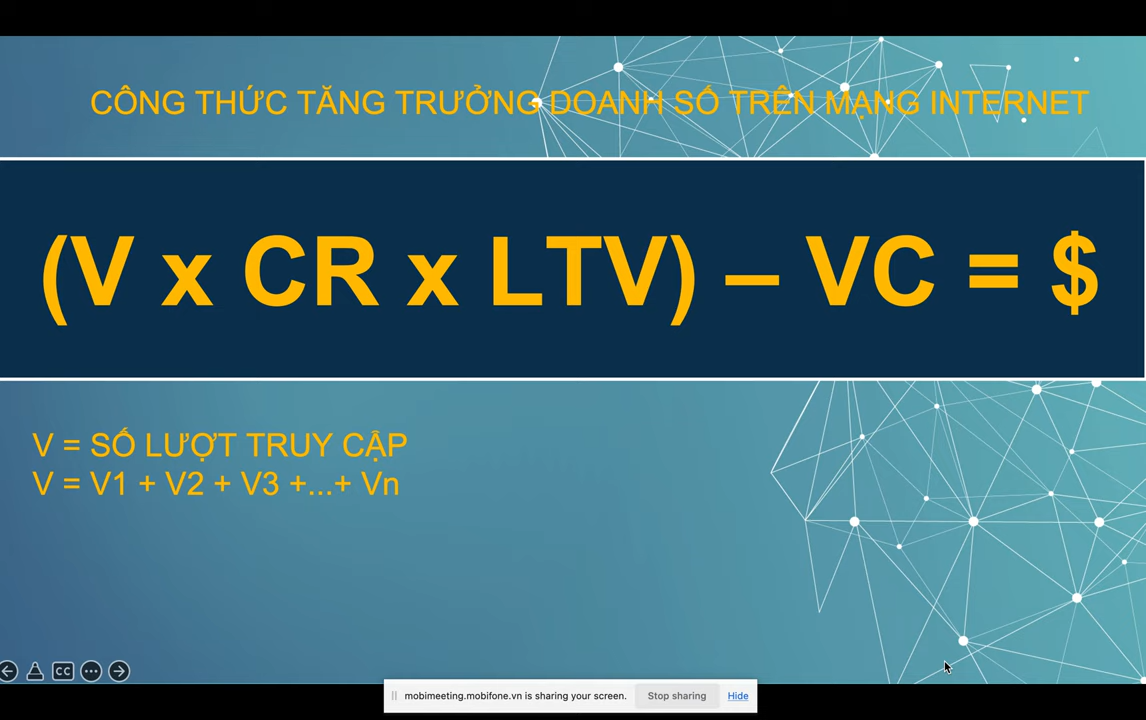 CÔNG THỨC TĂNG TRƯỞNG DOANH SỐ TRÊN MẠNG INTERNET
(V x CR x LTV) – VC = $
V = SỐ LƯỢT TRUY CẬP
V = V1 + V2 + V3 +...+ Vn
CC
mobimeeting.mobifone.vn is sharing your screen. Stop sharing Hide